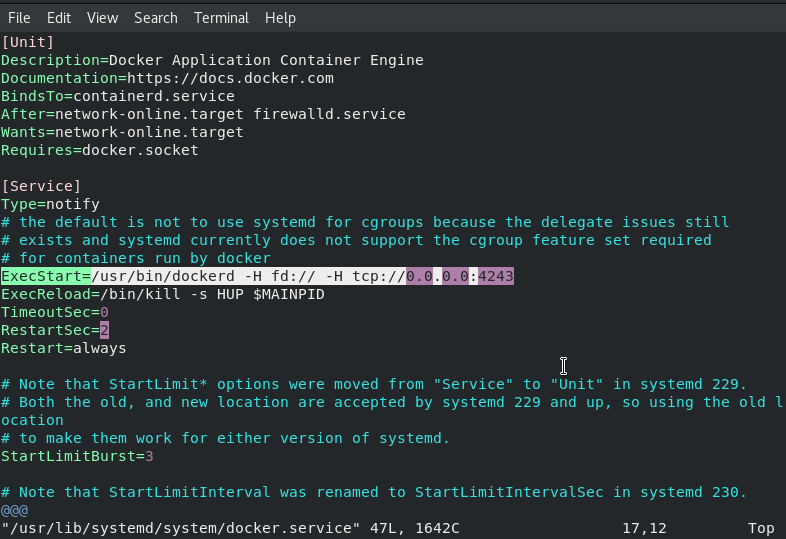 File Edit View Search Terminal Help
[Unit]
Description=Docker Application Container Engine
Documentation=https://docs.docker.com
BindsTo=containerd.service
After=network-online.target firewalld.service
Wants=network-online.target
Requires=docker.socket
[Service]
Type=notify
# the default is not to use systemd for cgroups because the delegate issues still
# exists and systemd currently does not support the cgroup feature set required
# for containers run by docker
ExecStart=/usr/bin/dockerd -H fd:// -H tcp://0.0.0.0:4243
ExecReload=/bin/kill -s HUP $MAINPID
TimeoutSec=0
RestartSec=2
Restart=always
# Note that StartLimit* options were moved from "Service" to "Unit" in systemd 229.
# Both the old, and new location are accepted by systemd 229 and up, so using the old l
ocation
# to make them work for either version of systemd.
StartLimitBurst=3
# Note that StartLimitInterval was renamed to StartLimitIntervalSec in systemd 230.
@@@
"/usr/lib/systemd/system/docker.service" 47L, 1642C 17,12 Top